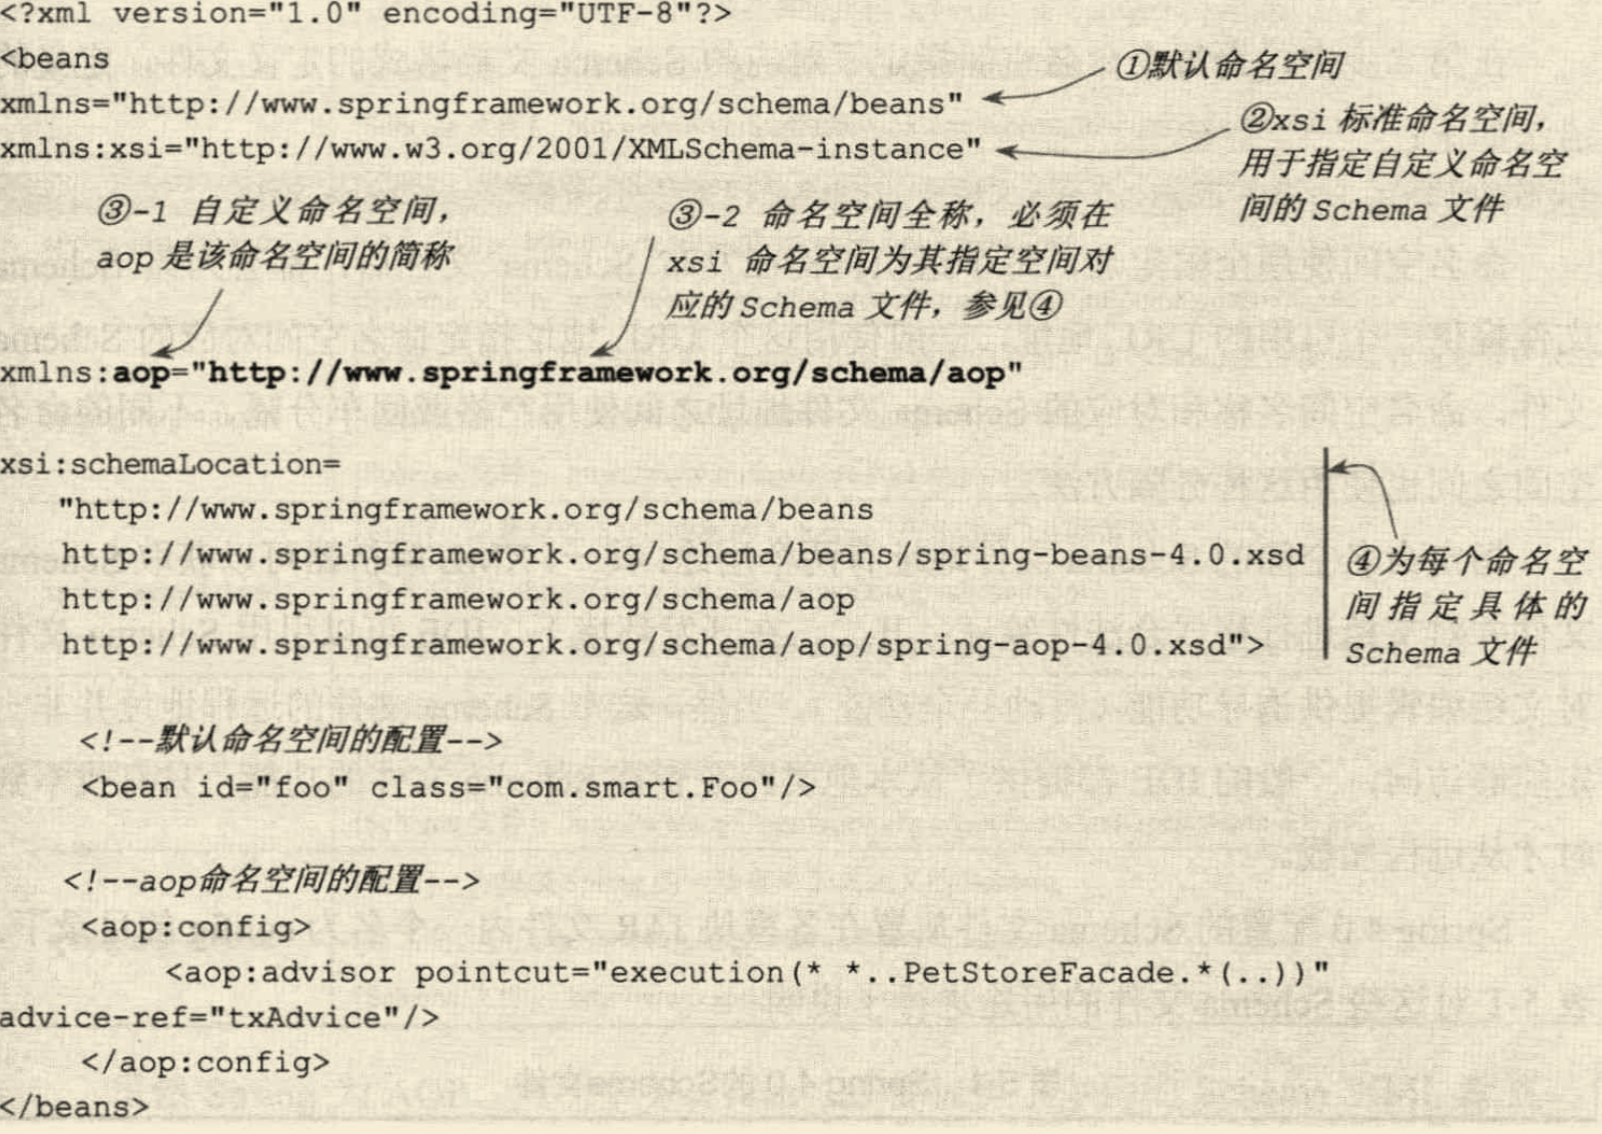 <?xml version="1.0" encoding="UTF-8"?>
<beans
①默认命名空间
xmlns="http://www.springframework.org/schema/beans"
②xsi 标准命名空间，
用于指定自定义命名空
间的 Schema 文件
xmlns:xsi="http://www.w3.org/2001/XMLSchema-instance"
③-1 自定义命名空间，
aop 是该命名空间的简称
③-2 命名空间全称，必须在
xsi 命名空间为其指定空间对
应的 Schema 文件，参见④
xmlns:aop="http://www.springframework.org/schema/aop"
xsi:schemaLocation=
"http://www.springframework.org/schema/beans
http://www.springframework.org/schema/beans/spring-beans-4.0.xsd
http://www.springframework.org/schema/aop
http://www.springframework.org/schema/aop/spring-aop-4.0.xsd">
④为每个命名空
间指定具体的
Schema 文件
<!--默认命名空间的配置-->
<bean id="foo" class="com.smart.Foo"/>
<!--aop命名空间的配置-->
<aop:config>
<aop:advisor pointcut="execution(* *..PetStoreFacade.*(..))"
advice-ref="txAdvice"/>
</aop:config>
</beans>